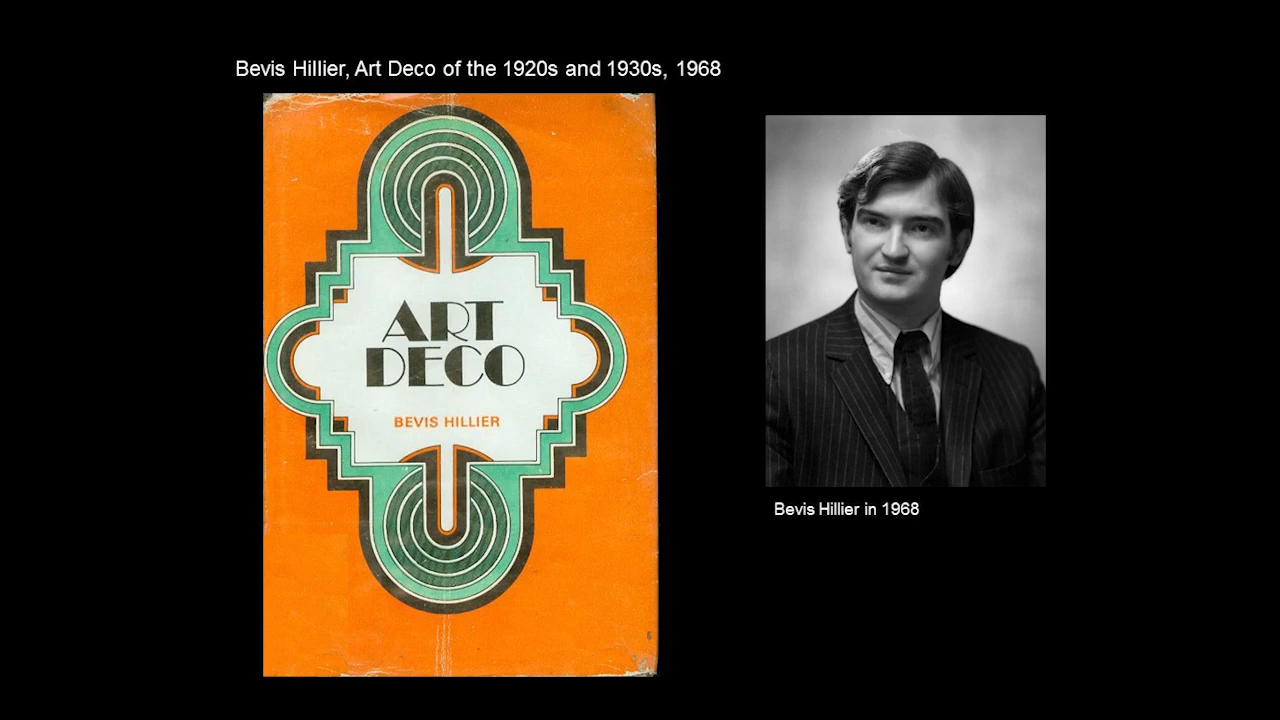 Bevis Hillier, Art Deco of the 1920s and 1930s, 1968
ART
DECO
BEVIS HILLIER
Bevis Hillier in 1968